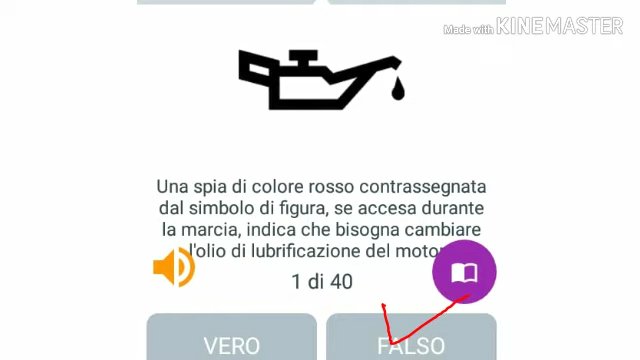 Made with KINEMASTER
Una spia di colore rosso contrassegnata
dal simbolo di figura, se accesa durante
la marcia, indica che bisogna cambiare
l'olio di lubrificazione del motor
1 di 40
VERO
FALSO